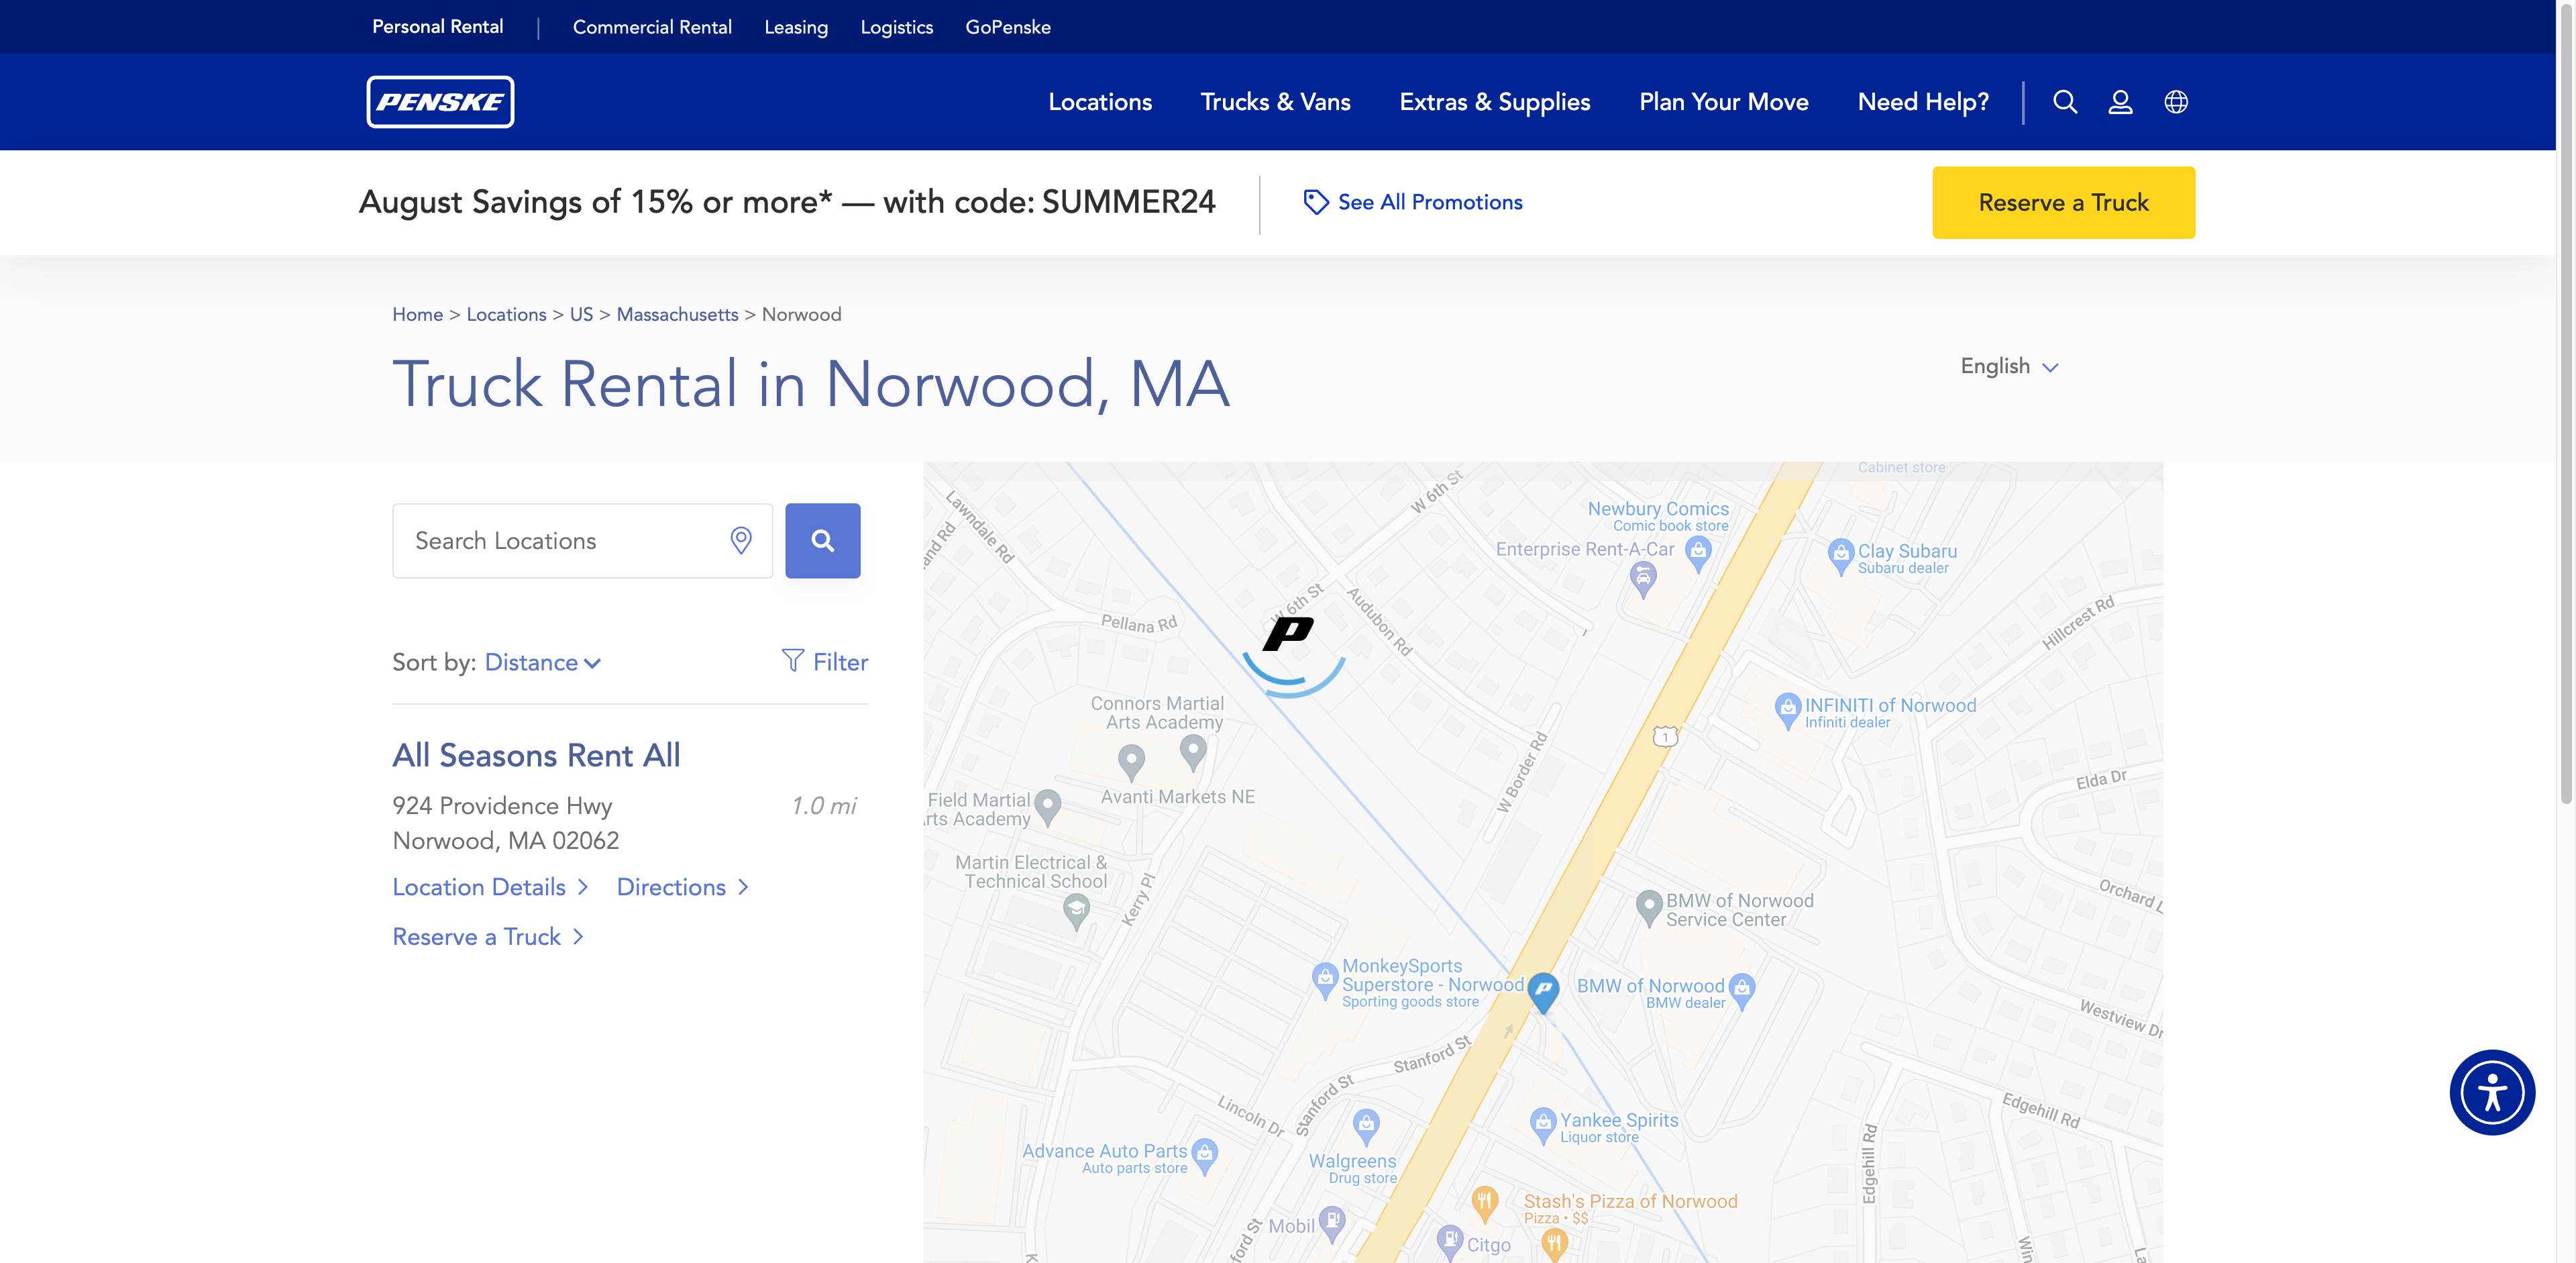 Personal Rental
Commercial Rental
Leasing
Logistics
GoPenske
PENSKE
Locations
Trucks & Vans
Extras & Supplies
Plan Your Move
Need Help?
August Savings of 15% or more* — with code: SUMMER24
See All Promotions
Reserve a Truck
Home > Locations > US > Massachusetts > Norwood
Truck Rental in Norwood, MA
English
Search Locations
Sort by: Distance
Filter
All Seasons Rent All
924 Providence Hwy
1.0 mi
Norwood, MA 02062
Location Details
Directions
Reserve a Truck
Cabinet store
W 6th St
Lawndale Rd
and Rd
Newbury Comics
Comic book store
Enterprise Rent-A-Car
Clay Subaru
Subaru dealer
W 6th St
Audubon Rd
Pellana Rd
Hillcrest Rd
P
Connors Martial
Arts Academy
INFINITI of Norwood
Infiniti dealer
1
W Border Rd
Elda Dr
Avanti Markets NE
Field Martial
rts Academy
Martin Electrical &
Technical School
Kerry Pl
Orchard L
BMW of Norwood
Service Center
MonkeySports
Superstore - Norwood
Sporting goods store
P
BMW of Norwood
BMW dealer
Westview Dr
Stanford St
Stanford St
Lincoln Dr
Edgehill Rd
Edgehill Rd
Yankee Spirits
Liquor store
Advance Auto Parts
Auto parts store
Walgreens
Drug store
Stash's Pizza of Norwood
Pizza • $$
Mobil
Citgo
ford St
K
Win
La